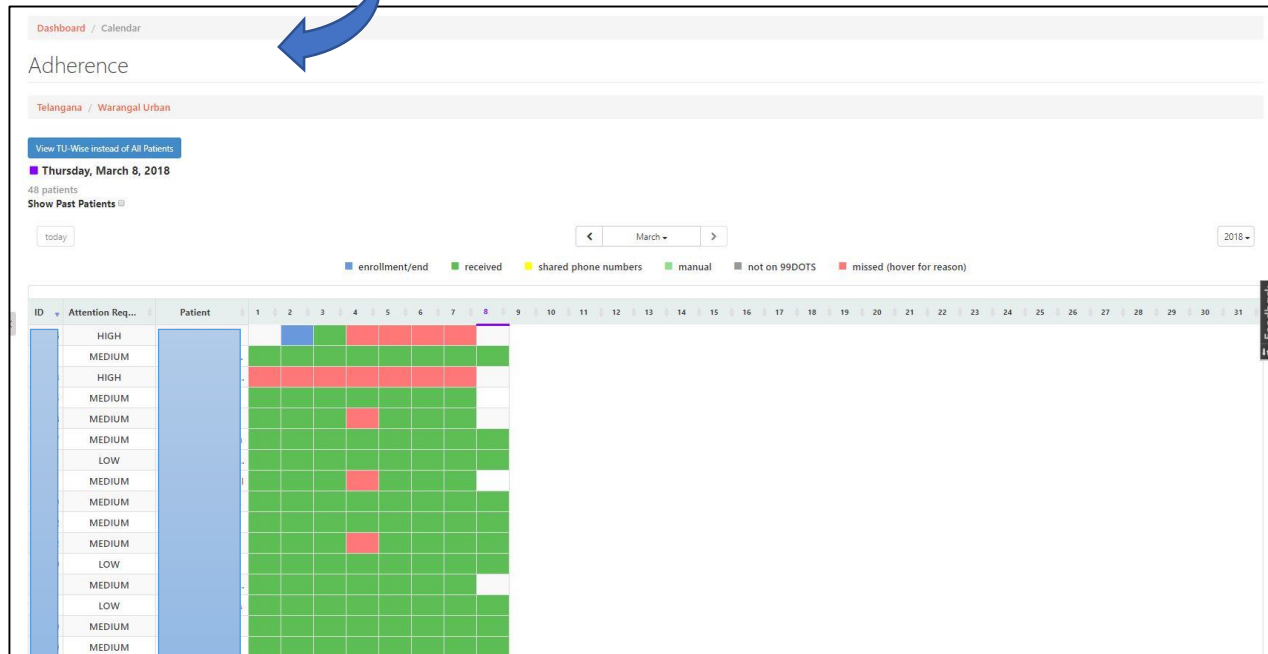 Dashboard / Calendar
Adherence
Telangana / Warangal Urban
View TU-Wise instead of All Patients
Thursday, March 8, 2018
48 patients
Show Past Patients
today
March
2018
enrollment/end received shared phone numbers manual not on 99DOTS missed (hover for reason)
ID Attention Req... Patient 1 2 3 4 5 6 7 8 9 10 11 12 13 14 15 16 17 18 19 20 21 22 23 24 25 26 27 28 29 30 31
HIGH
MEDIUM
HIGH
MEDIUM
MEDIUM
MEDIUM
LOW
MEDIUM
MEDIUM
MEDIUM
MEDIUM
LOW
MEDIUM
LOW
MEDIUM
MEDIUM